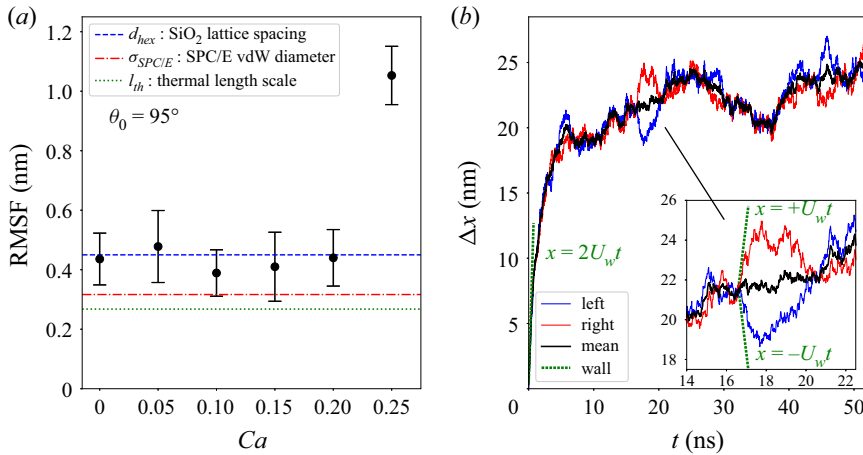 (a)
d_hex : SiO₂ lattice spacing
σ_SPC/E : SPC/E vdW diameter
l_th : thermal length scale
θ₀ = 95°
RMSF (nm)
1.2
1.0
0.8
0.6
0.4
0.2
0
0
0.05
0.10
0.15
0.20
0.25
Ca
(b)
Δx (nm)
25
20
15
10
5
0
10
20
30
40
50
t (ns)
x = 2U_wt
left
right
mean
wall
26
24
22
20
18
14
16
18
20
22
x = +U_wt
x = −U_wt